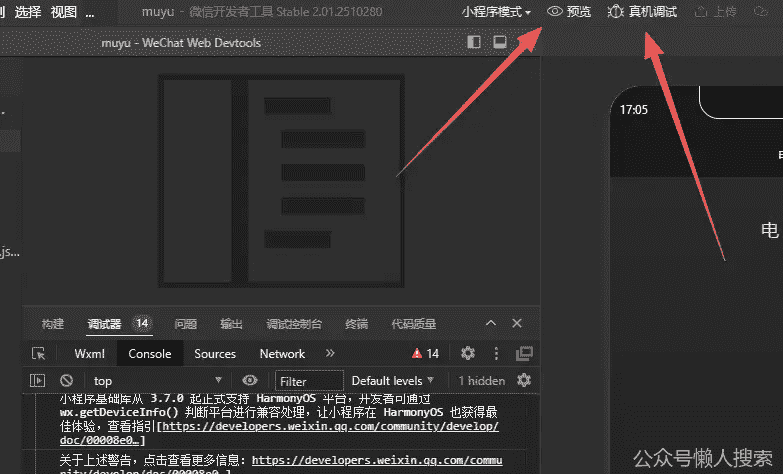 选择 视图 ... muyu - 微信开发者工具 Stable 2.01.2510280 小程序模式 预览 真机调试 上传
muyu - WeChat Web Devtools
17:05
电
.js...
构建 调试器 14 问题 输出 调试控制台 终端 代码质量
Wxml Console Sources Network » 14
top Filter Default levels 1 hidden
小程序基础库从 3.7.0 起正式支持 HarmonyOS 平台，开发者可通过
wx.getDeviceInfo() 判断平台进行兼容处理，让小程序在 HarmonyOS 也获得最
佳体验，查看指引[https://developers.weixin.qq.com/community/develop/
doc/00008e0…]
关于上述警告，点击查看更多信息: https://developers.weixin.qq.com/commu
公众号懒人搜索